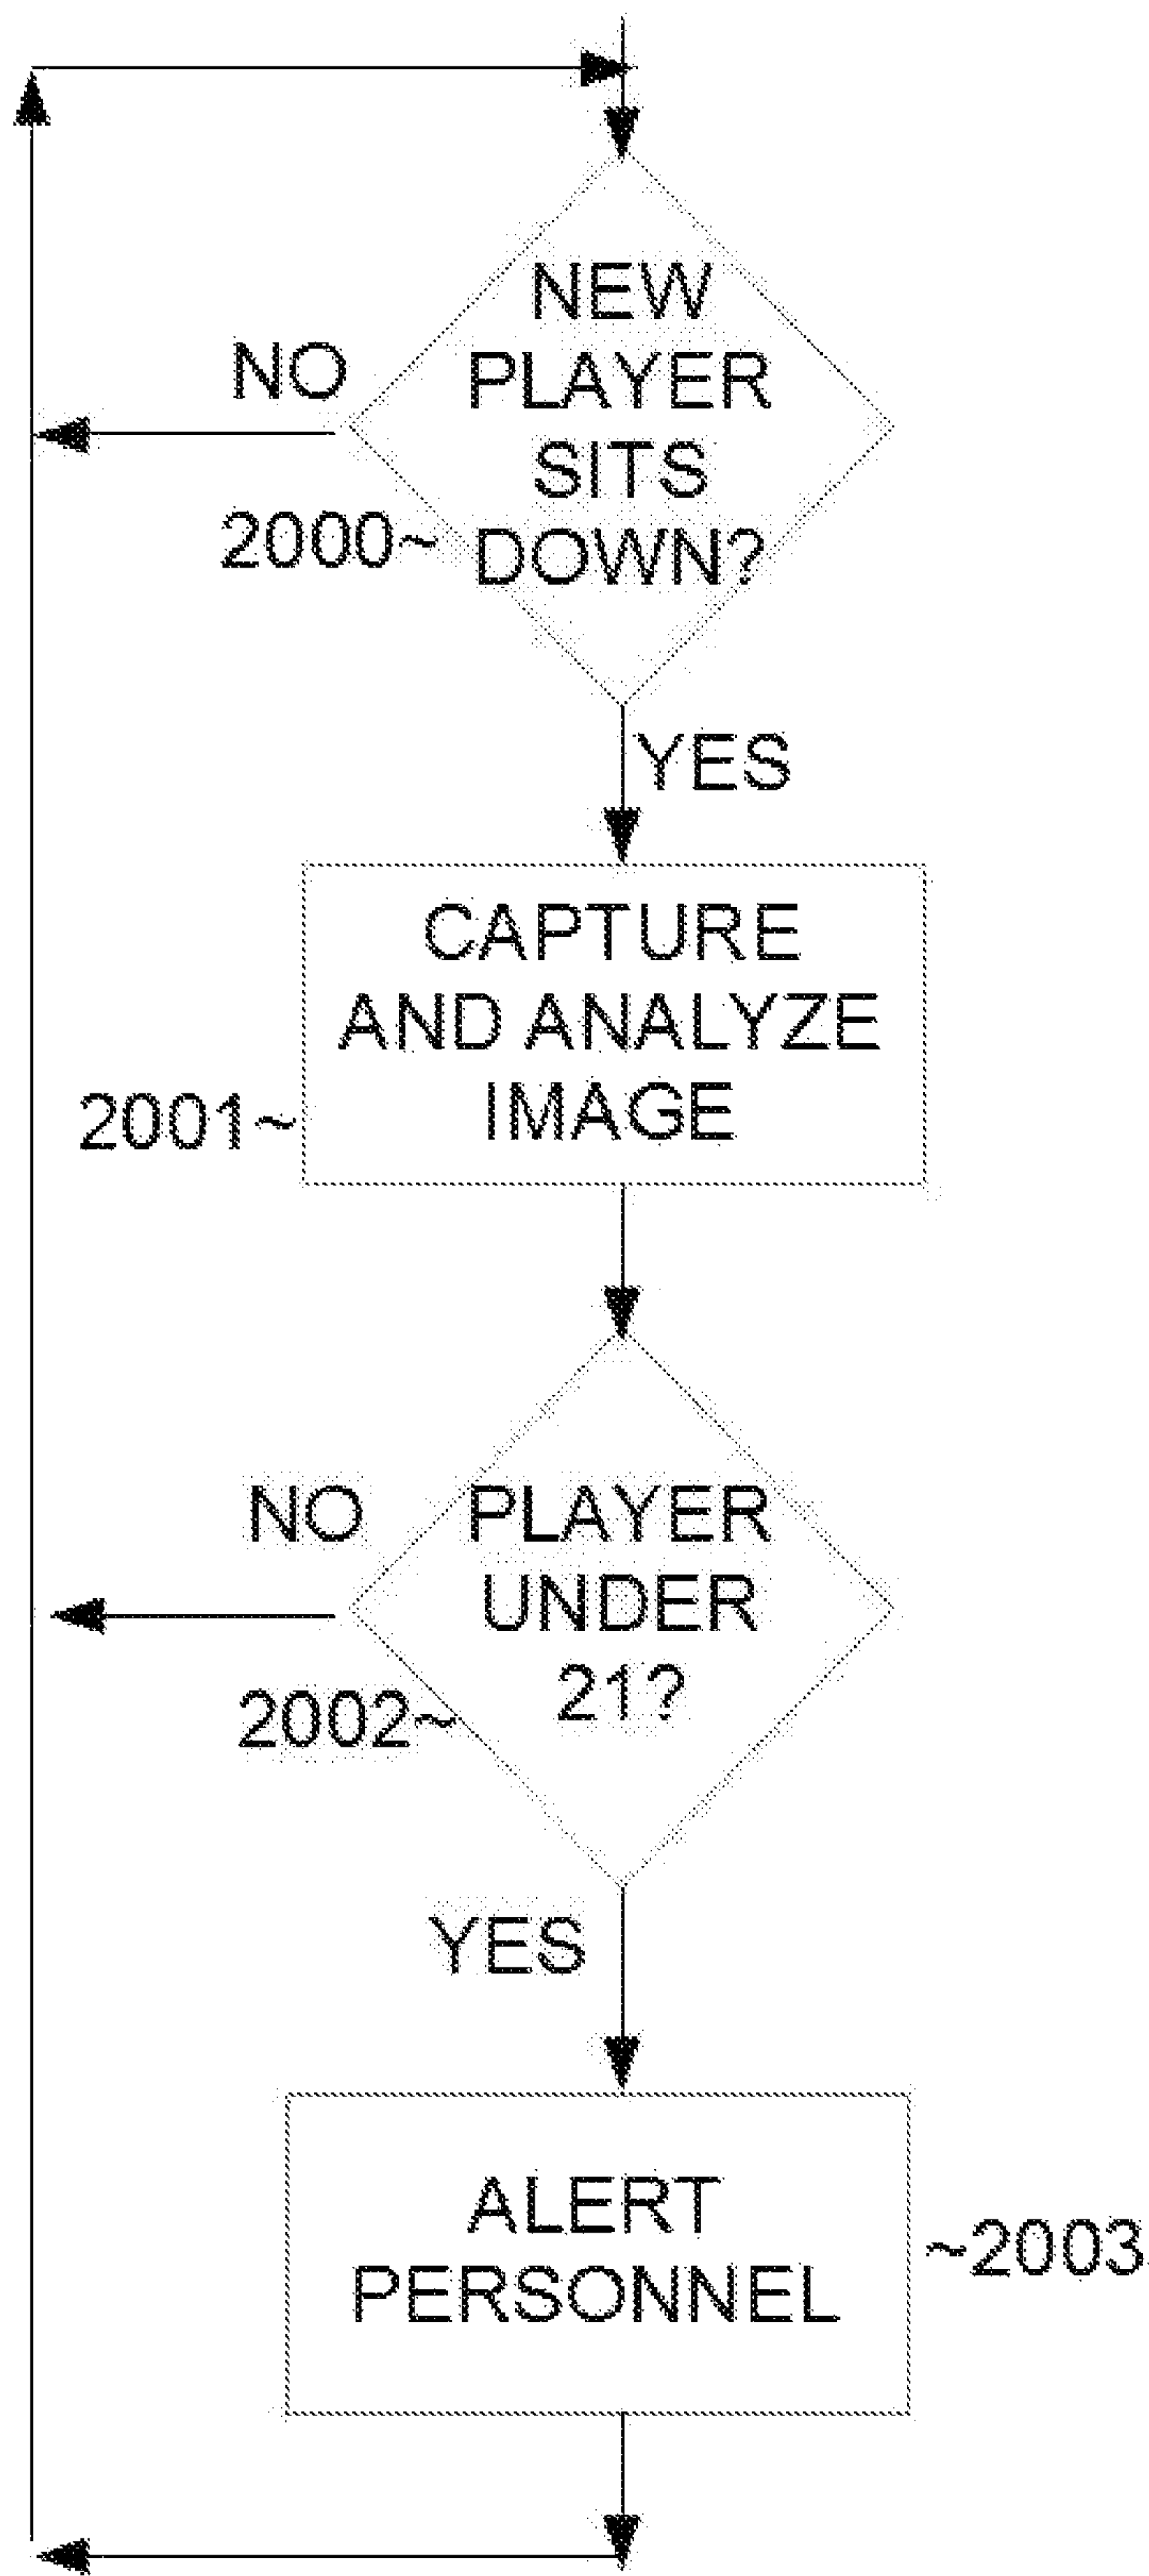 NEW
PLAYER
SITS
DOWN?
NO
2000~
YES
CAPTURE
AND ANALYZE
IMAGE
2001~
PLAYER
UNDER
21?
NO
2002~
YES
ALERT
PERSONNEL
~2003